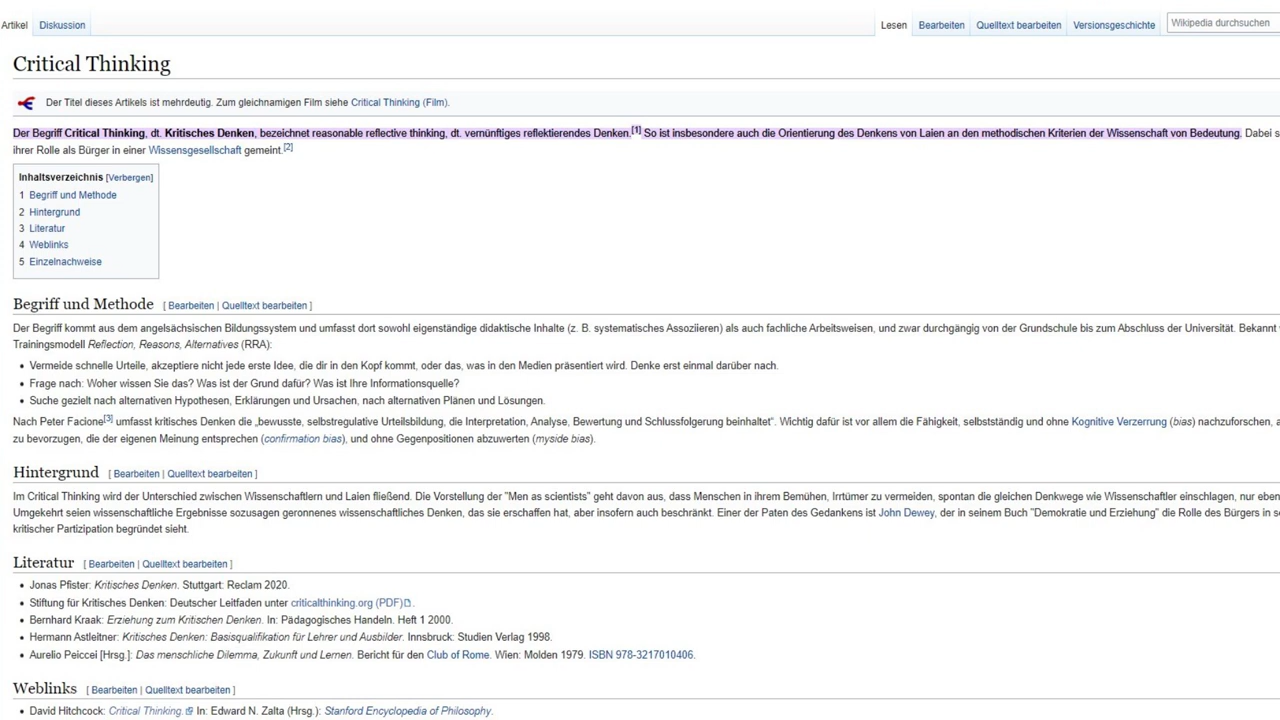 Artikel Diskussion Lesen Bearbeiten Quelltext bearbeiten Versionsgeschichte Wikipedia durchsuchen
Critical Thinking
Der Titel dieses Artikels ist mehrdeutig. Zum gleichnamigen Film siehe Critical Thinking (Film).
Der Begriff Critical Thinking, dt. Kritisches Denken, bezeichnet reasonable reflective thinking, dt. vernünftiges reflektierendes Denken.[1] So ist insbesondere auch die Orientierung des Denkens von Laien an den methodischen Kriterien der Wissenschaft von Bedeutung. Dabei
ihrer Rolle als Bürger in einer Wissensgesellschaft gemeint.[2]
Inhaltsverzeichnis [Verbergen]
1 Begriff und Methode
2 Hintergrund
3 Literatur
4 Weblinks
5 Einzelnachweise
Begriff und Methode [ Bearbeiten | Quelltext bearbeiten ]
Der Begriff kommt aus dem angelsächsischen Bildungssystem und umfasst dort sowohl eigenständige didaktische Inhalte (z. B. systematisches Assoziieren) als auch fachliche Arbeitsweisen, und zwar durchgängig von der Grundschule bis zum Abschluss der Universität. Bekannt
Trainingsmodell Reflection, Reasons, Alternatives (RRA):
• Vermeide schnelle Urteile, akzeptiere nicht jede erste Idee, die dir in den Kopf kommt, oder das, was in den Medien präsentiert wird. Denke erst einmal darüber nach.
• Frage nach: Woher wissen Sie das? Was ist der Grund dafür? Was ist Ihre Informationsquelle?
• Suche gezielt nach alternativen Hypothesen, Erklärungen und Ursachen, nach alternativen Plänen und Lösungen.
Nach Peter Facione[3] umfasst kritisches Denken die „bewusste, selbstregulative Urteilsbildung, die Interpretation, Analyse, Bewertung und Schlussfolgerung beinhaltet“. Wichtig dafür ist vor allem die Fähigkeit, selbstständig und ohne Kognitive Verzerrung (bias) nachzuforschen,
zu bevorzugen, die der eigenen Meinung entsprechen (confirmation bias), und ohne Gegenpositionen abzuwerten (myside bias).
Hintergrund [ Bearbeiten | Quelltext bearbeiten ]
Im Critical Thinking wird der Unterschied zwischen Wissenschaftlern und Laien fließend. Die Vorstellung der "Men as scientists" geht davon aus, dass Menschen in ihrem Bemühen, Irrtümer zu vermeiden, spontan die gleichen Denkwege wie Wissenschaftler einschlagen, nur eben
Umgekehrt seien wissenschaftliche Ergebnisse sozusagen geronnenes wissenschaftliches Denken, das sie erschaffen hat, aber insofern auch beschränkt. Einer der Paten des Gedankens ist John Dewey, der in seinem Buch "Demokratie und Erziehung" die Rolle des Bürgers in
kritischer Partizipation begründet sieht.
Literatur [ Bearbeiten | Quelltext bearbeiten ]
• Jonas Pfister: Kritisches Denken. Stuttgart: Reclam 2020.
• Stiftung für Kritisches Denken: Deutscher Leitfaden unter criticalthinking.org (PDF).
• Bernhard Kraak: Erziehung zum Kritischen Denken. In: Pädagogisches Handeln. Heft 1 2000.
• Hermann Astleitner: Kritisches Denken: Basisqualifikation für Lehrer und Ausbilder. Innsbruck: Studien Verlag 1998.
• Aurelio Peiccei [Hrsg.]: Das menschliche Dilemma, Zukunft und Lernen. Bericht für den Club of Rome. Wien: Molden 1979. ISBN 978-3217010406.
Weblinks [ Bearbeiten | Quelltext bearbeiten ]
• David Hitchcock: Critical Thinking. In: Edward N. Zalta (Hrsg.): Stanford Encyclopedia of Philosophy.